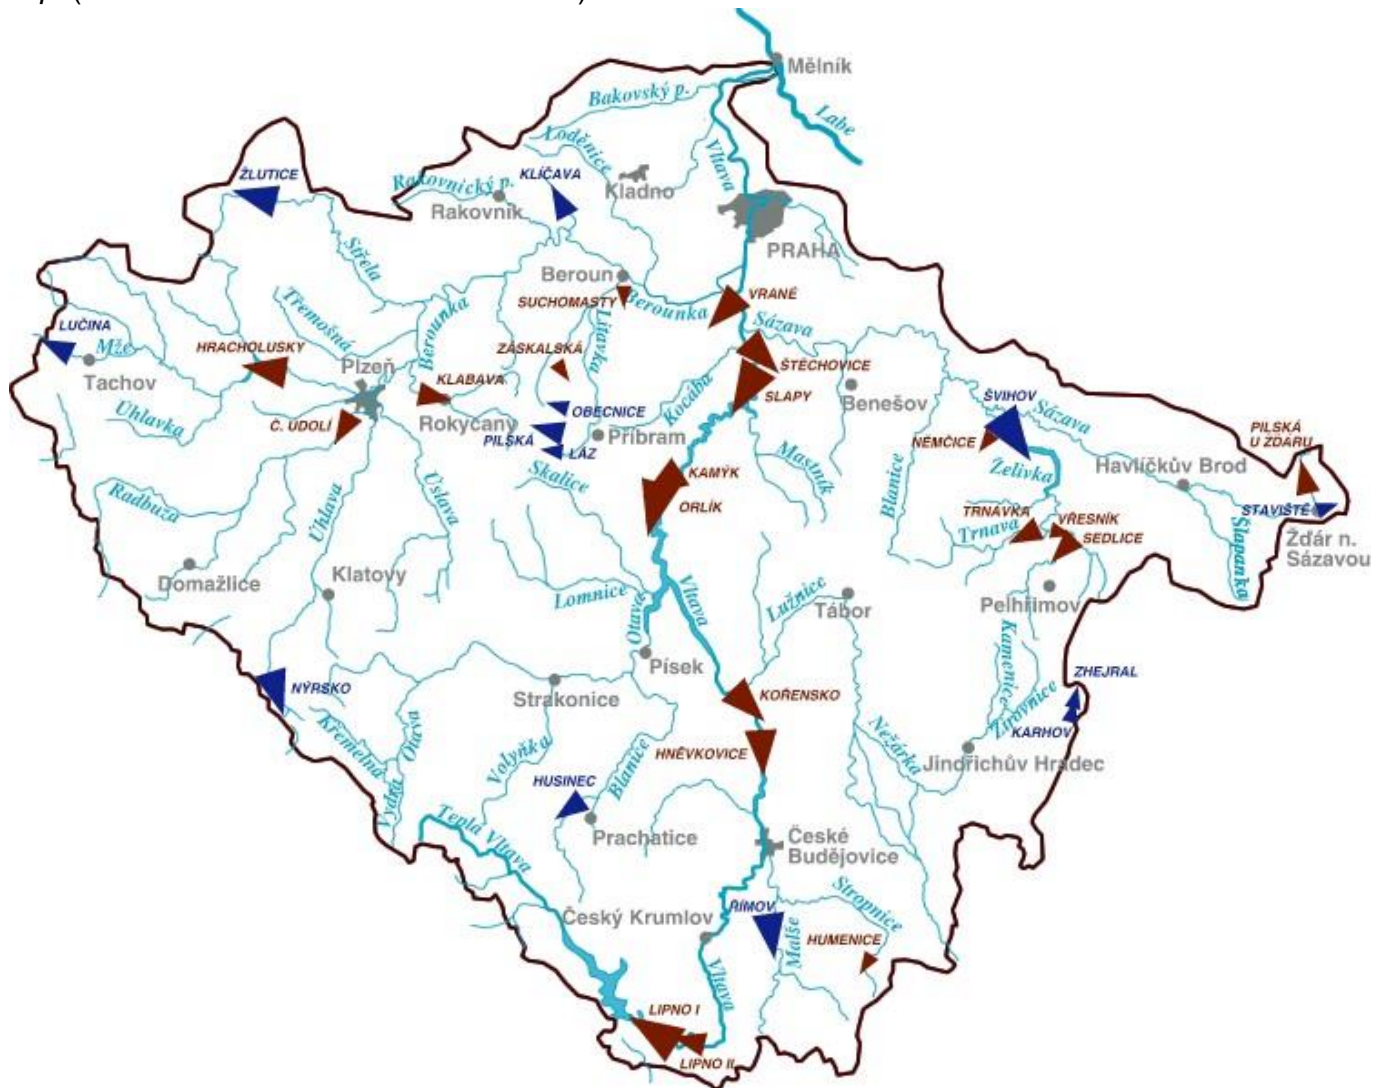 Mělník
Bakovský p.
Labe
Loděnice
Vltava
ŽLUTICE
KLÍČAVA
Rakovnický p.
Kladno
Rakovník
PRAHA
Střela
Beroun
SUCHOMASTY
Berounka
VRANÉ
Třemošná
Berounka
Litavka
Sázava
LUČINA
Mže
HRACHOLUSKY
ZÁSKALSKÁ
ŠTĚCHOVICE
Tachov
Plzeň
KLABAVA
Kocába
SLAPY
Benešov
ŠVIHOV
Sázava
Úhlavka
Č. ÚDOLÍ
Rokycany
OBECNICE
PILSKÁ
LÁZ
Příbram
NĚMČICE
PILSKÁ
U ŽĎÁRU
Skalice
Mastník
Blanice
Želivka
Havlíčkův Brod
KAMÝK
Radbuza
Úhlava
Úslava
ORLÍK
TRNÁVKA
Trnava
VŘESNÍK
SEDLICE
STAVIŠTĚ
Šlapanka
Žďár n.
Sázavou
Domažlice
Klatovy
Lomnice
Otava
Vltava
Lužnice
Tábor
Pelhřimov
Kamenice
Písek
NÝRSKO
Strakonice
KOŘENSKO
ZHEJRAL
Žirovnice
KARHOV
Křemelná
Otava
Volyňka
Blanice
HNĚVKOVICE
Nežárka
Jindřichův Hradec
Vydra
HUSINEC
Teplá Vltava
Prachatice
České
Budějovice
Český Krumlov
ŘÍMOV
Malše
Stropnice
HUMENICE
Vltava
LIPNO I
LIPNO II